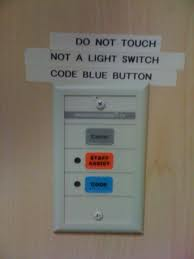 DO NOT TOUCH
NOT A LIGHT SWITCH
CODE BLUE BUTTON
Cancel
STAFF
ASSIST
CODE